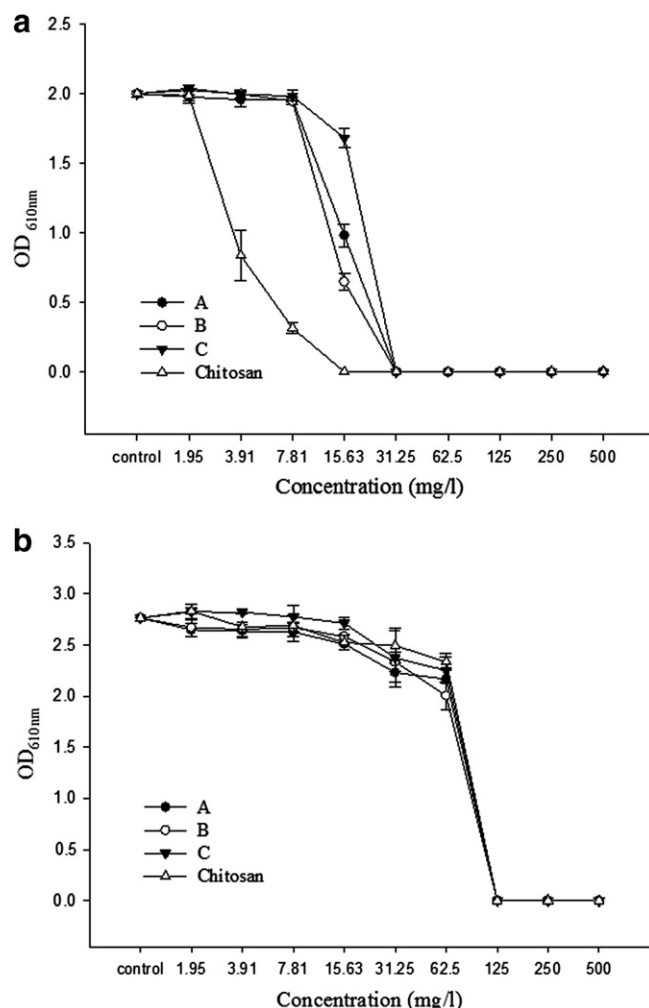 a
2.5
2.0
1.5
1.0
0.5
0.0
OD 610nm
A
B
C
Chitosan
control 1.95 3.91 7.81 15.63 31.25 62.5 125 250 500
Concentration (mg/l)
b
3.5
3.0
2.5
2.0
1.5
1.0
0.5
0.0
OD610nm
A
B
C
Chitosan
control 1.95 3.91 7.81 15.63 31.25 62.5 125 250 500
Concentration (mg/l)